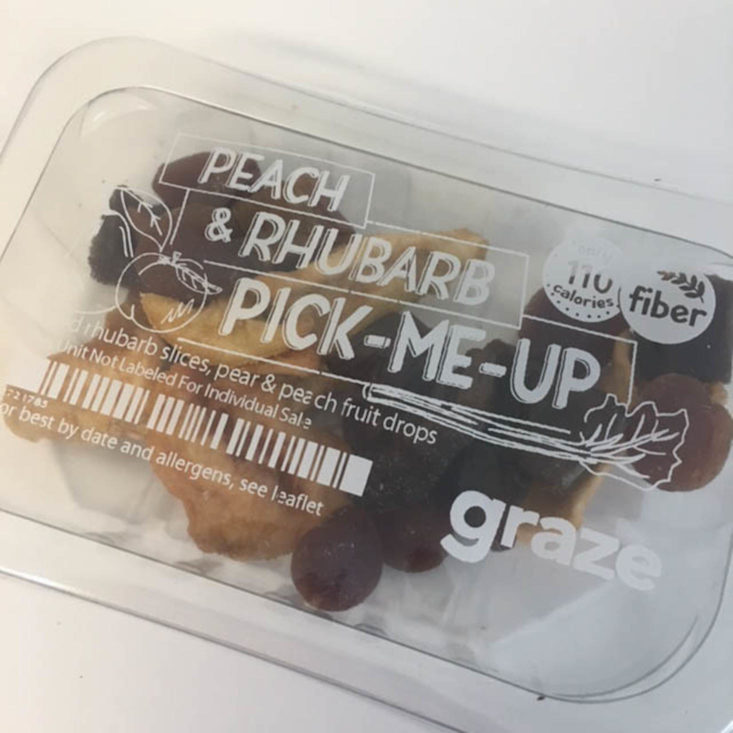 PEACH
& RHUBARB
PICK-ME-UP
only
110
calories
fiber
rhubarb slices, pear & peach fruit drops
Unit Not Labeled For Individual Sale
721785
or best by date and allergens, see leaflet
graze